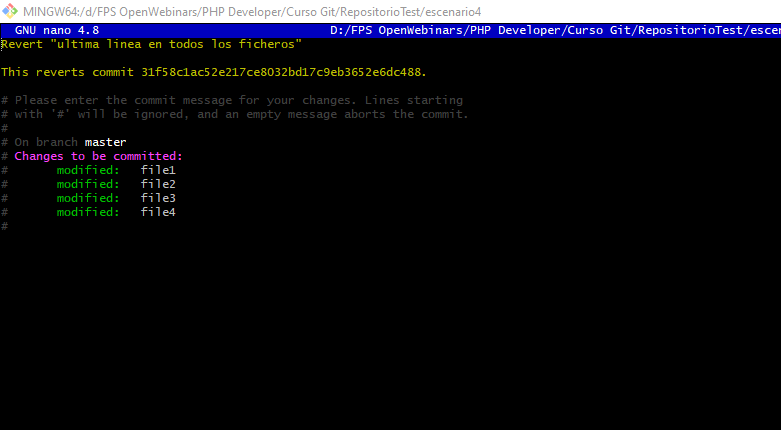 MINGW64:/d/FPS OpenWebinars/PHP Developer/Curso Git/RepositorioTest/escenario4
GNU nano 4.8 D:/FPS OpenWebinars/PHP Developer/Curso Git/RepositorioTest/escen
Revert "ultima linea en todos los ficheros"
This reverts commit 31f58c1ac52e217ce8032bd17c9eb3652e6dc488.
# Please enter the commit message for your changes. Lines starting
# with '#' will be ignored, and an empty message aborts the commit.
#
# On branch master
# Changes to be committed:
# modified: file1
# modified: file2
# modified: file3
# modified: file4
#